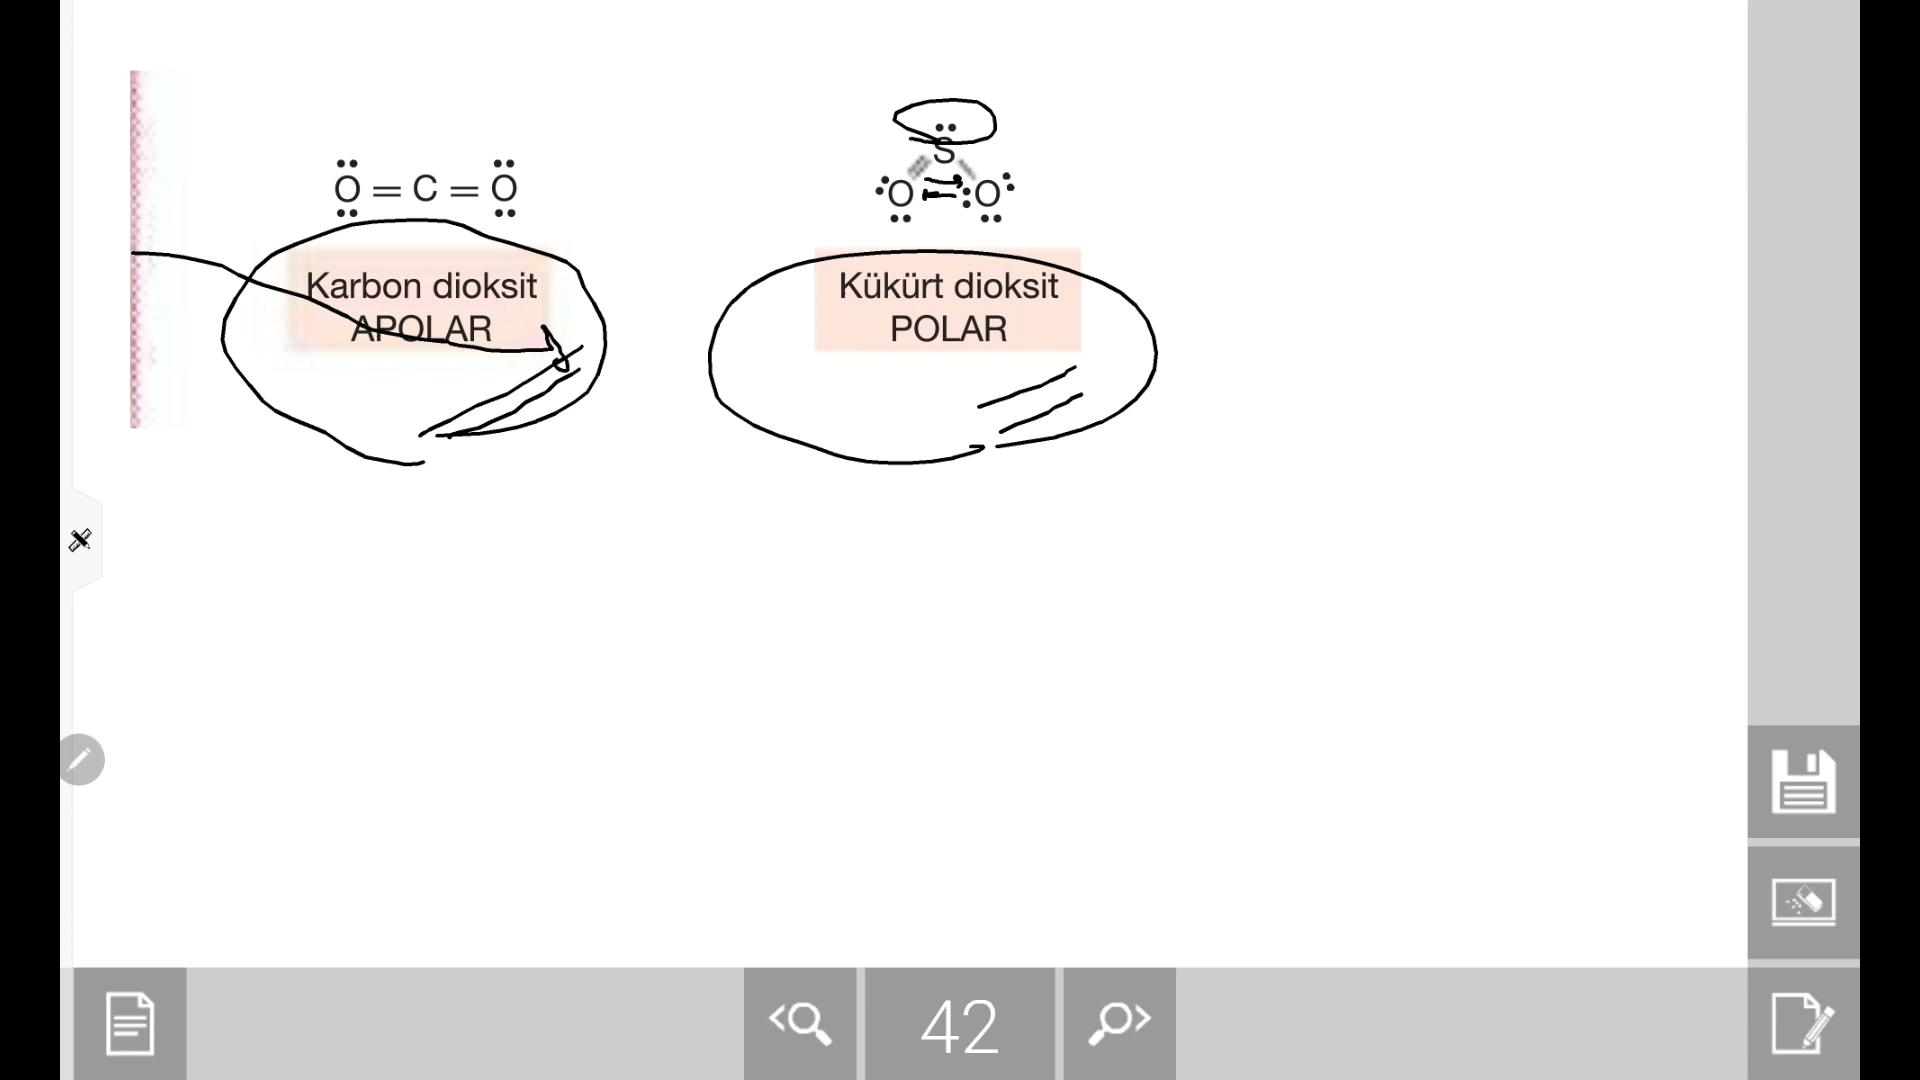 O = C = O
Karbon dioksit
APOLAR
S
O O
Kükürt dioksit
POLAR
42